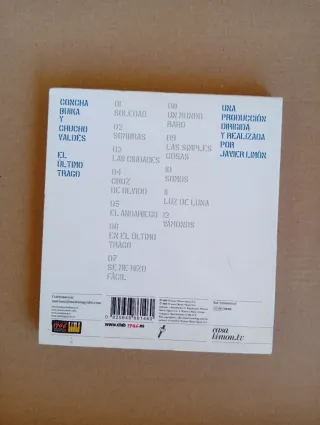 CONCHA
BUIKA
Y
CHUCHO
VALDÉS
EL
ÚLTIMO
TRAGO
01
SOLEDAD
02
SOMBRAS
03
LAS CIUDADES
04
CRUZ
DE OLVIDO
05
EL ANDARIEGO
06
EN EL ÚLTIMO
TRAGO
07
SE ME HIZO
FÁCIL
08
UN MUNDO
RARO
09
LAS SIMPLES
COSAS
10
SOMOS
11
LUZ DE LUNA
12
VÁMONOS
UNA
PRODUCCIÓN
DIRIGIDA
Y REALIZADA
POR
JAVIER LIMÓN
www.club
casa
limon.tv